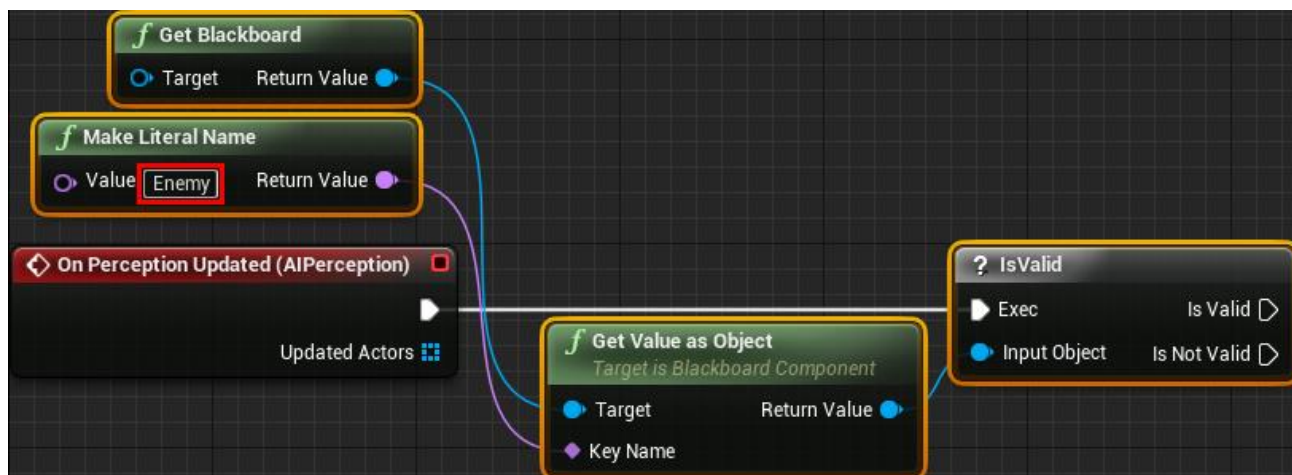 Get Blackboard
Target Return Value
Make Literal Name
Value Enemy Return Value
On Perception Updated (AIPerception)
Updated Actors
Get Value as Object
Target is Blackboard Component
Target Return Value
Key Name
? IsValid
Exec Is Valid
Input Object Is Not Valid